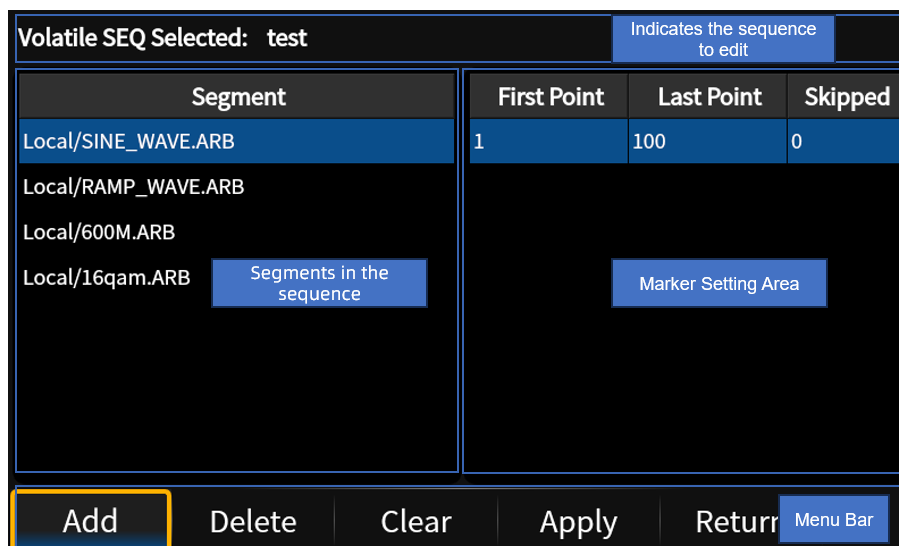 Volatile SEQ Selected: test
Indicates the sequence
to edit
Segment
First Point Last Point Skipped
Local/SINE_WAVE.ARB
1 100 0
Local/RAMP_WAVE.ARB
Local/600M.ARB
Local/16qam.ARB
Segments in the
sequence
Marker Setting Area
Add Delete Clear Apply Return
Menu Bar